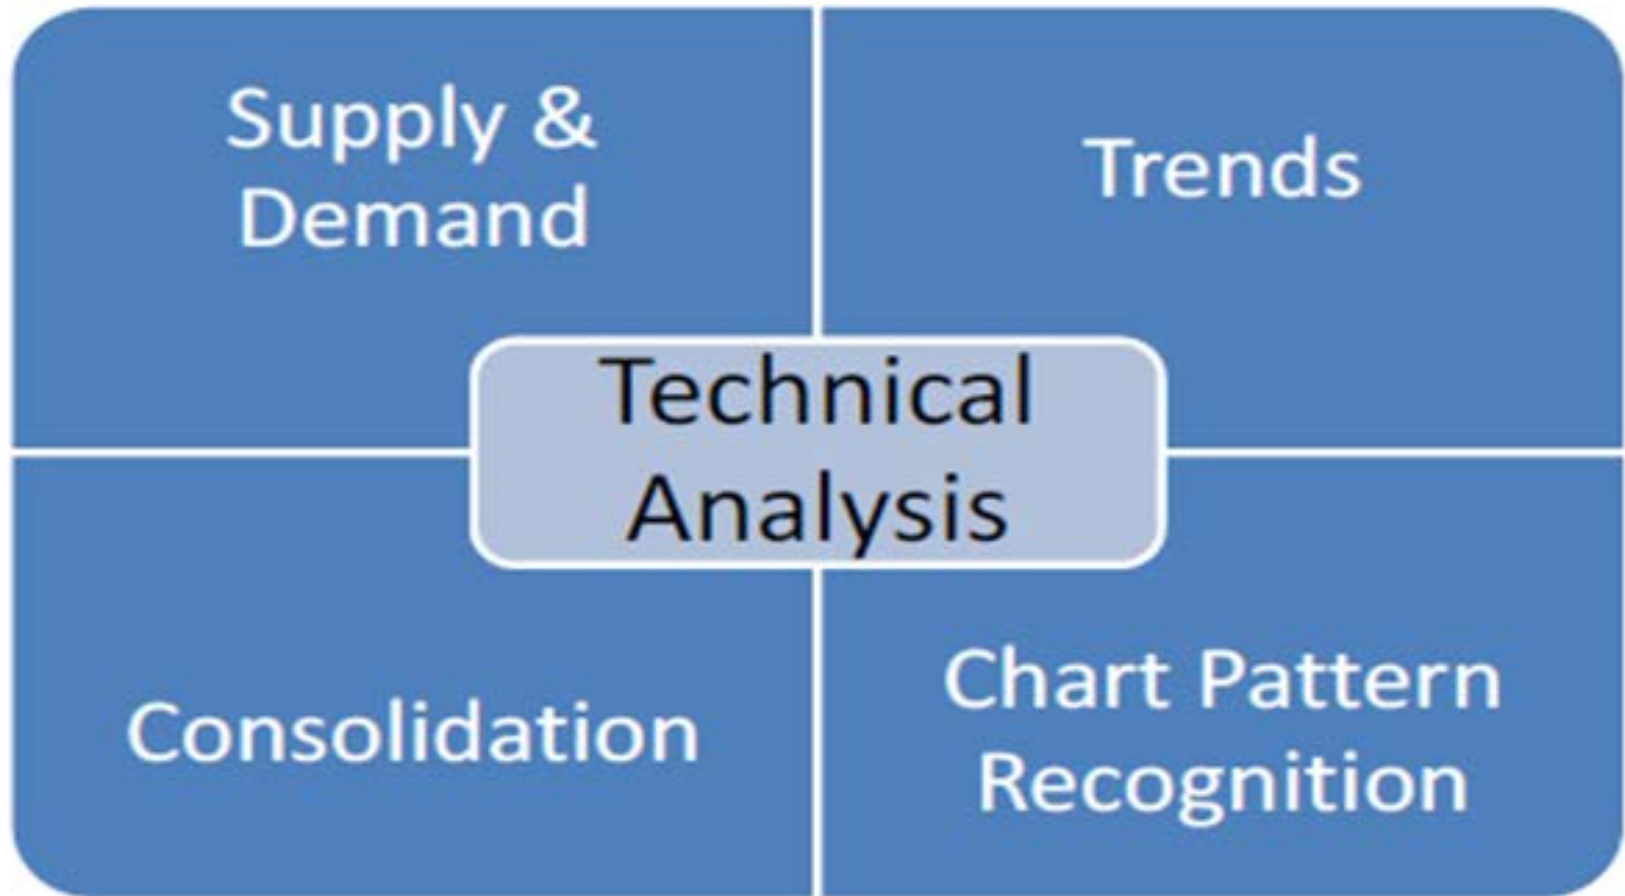 Supply &
Demand
Trends
Technical
Analysis
Consolidation
Chart Pattern
Recognition